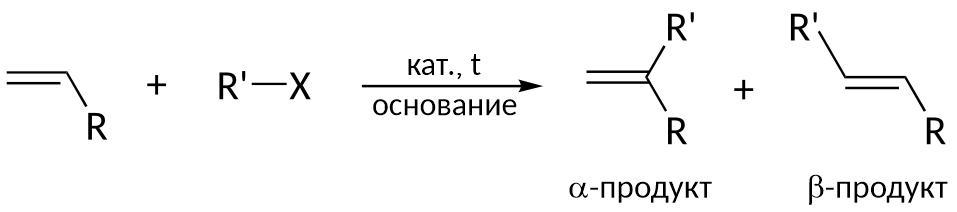 R
+
R'—X
кат., t
основание
R'
R
α-продукт
+
R'
R
β-продукт